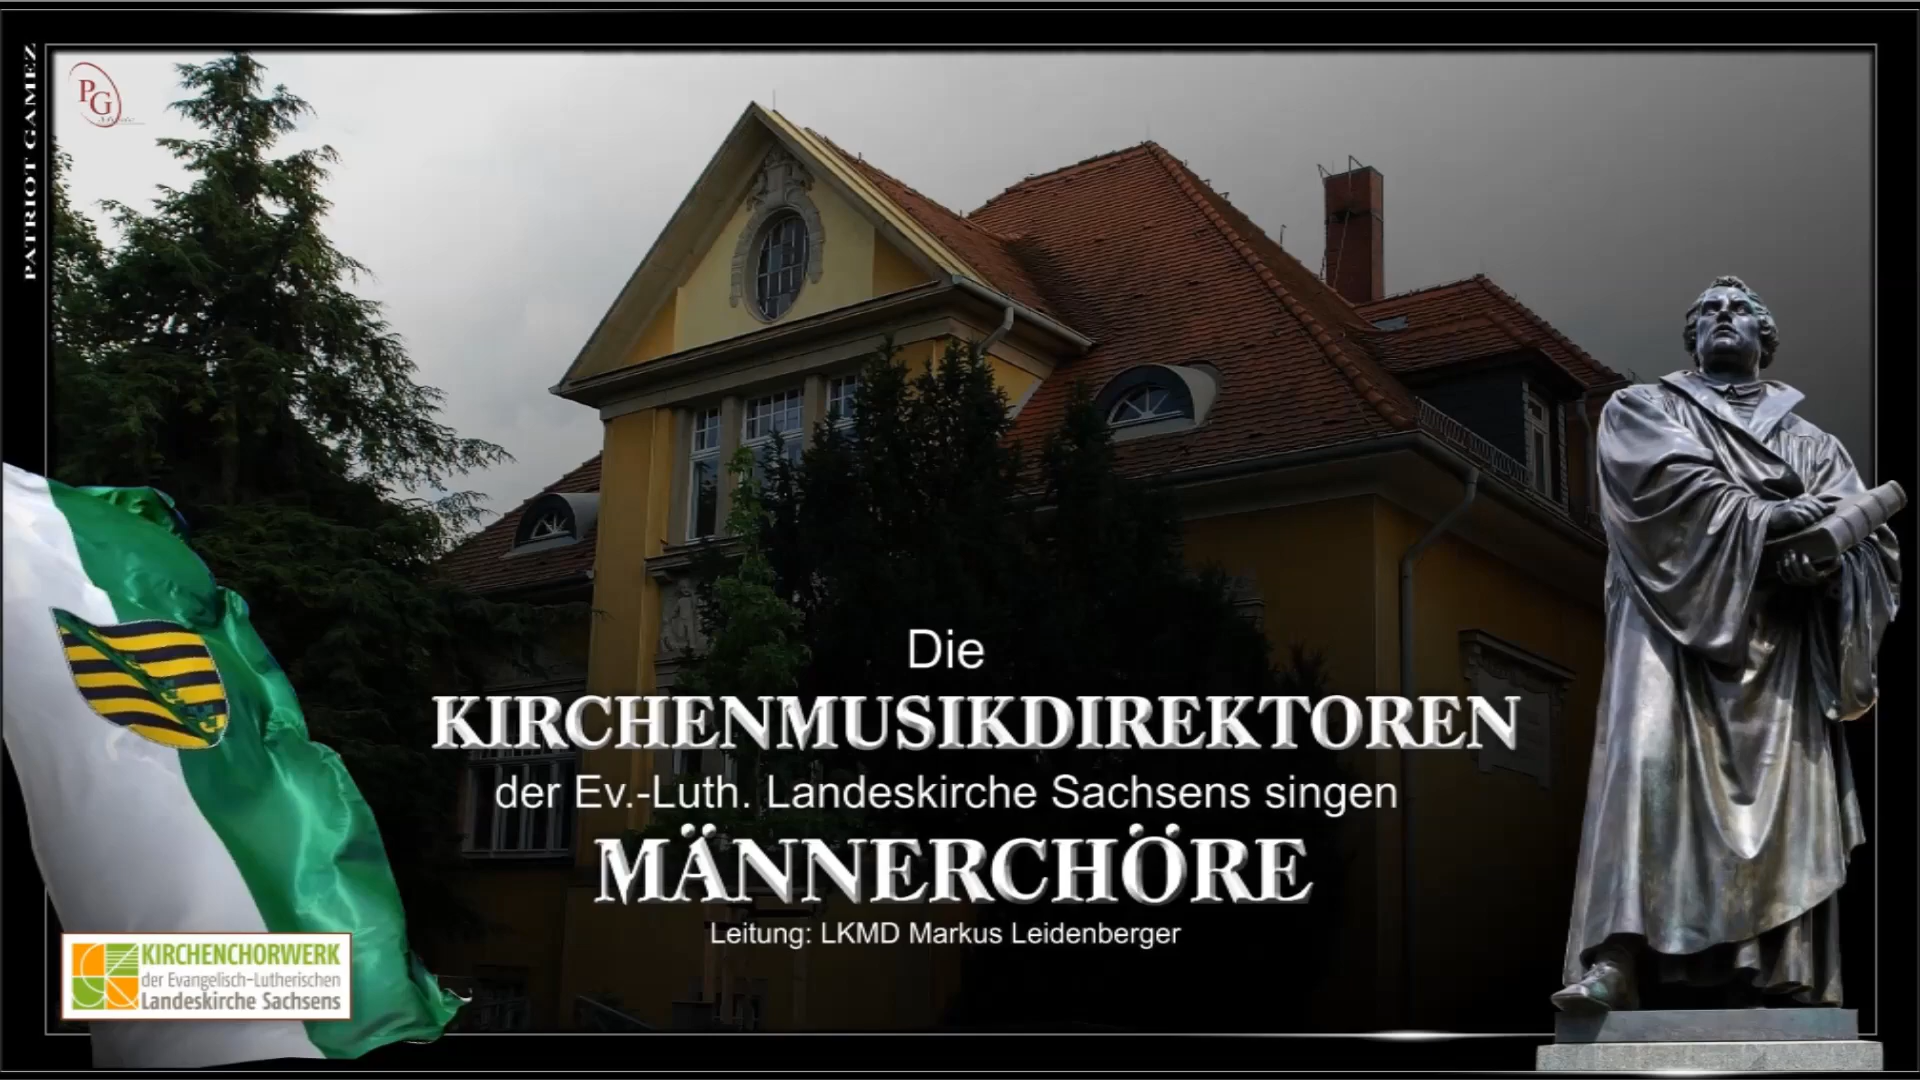 PATRIOT GAMEZ
PG
Die
KIRCHENMUSIKDIREKTOREN
der Ev.-Luth. Landeskirche Sachsens singen
MÄNNERCHÖRE
Leitung: LKMD Markus Leidenberger
KIRCHENCHORWERK
der Evangelisch-Lutherischen
Landeskirche Sachsens